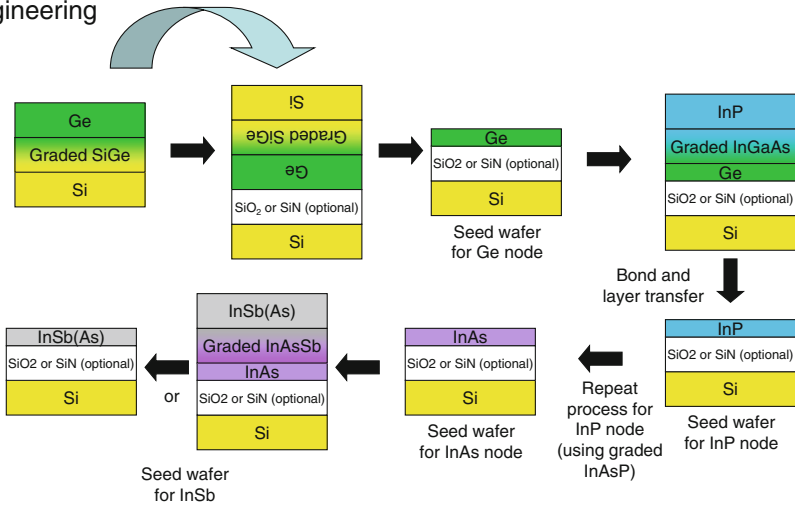 gineering
Ge
Graded SiGe
Si
Si
Graded SiGe
Ge
SiO₂ or SiN (optional)
Si
Ge
SiO2 or SiN (optional)
Si
Seed wafer
for Ge node
InP
Graded InGaAs
Ge
SiO2 or SiN (optional)
Si
Bond and
layer transfer
InP
SiO2 or SiN (optional)
Si
Seed wafer
for InP node
Repeat
process for
InP node
(using graded
InAsP)
InAs
SiO2 or SiN (optional)
Si
Seed wafer
for InAs node
InSb(As)
Graded InAsSb
InAs
SiO2 or SiN (optional)
Si
or
InSb(As)
SiO2 or SiN (optional)
Si
Seed wafer
for InSb